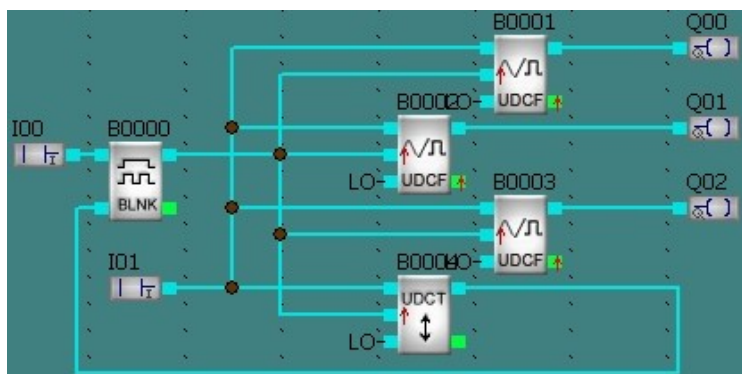 B0001
Q00
UDCF
LO
B0002
Q01
I00
B0000
LO
UDCF
B0003
Q02
BLNK
UDCF
LO
I01
B0004
UDCT
LO